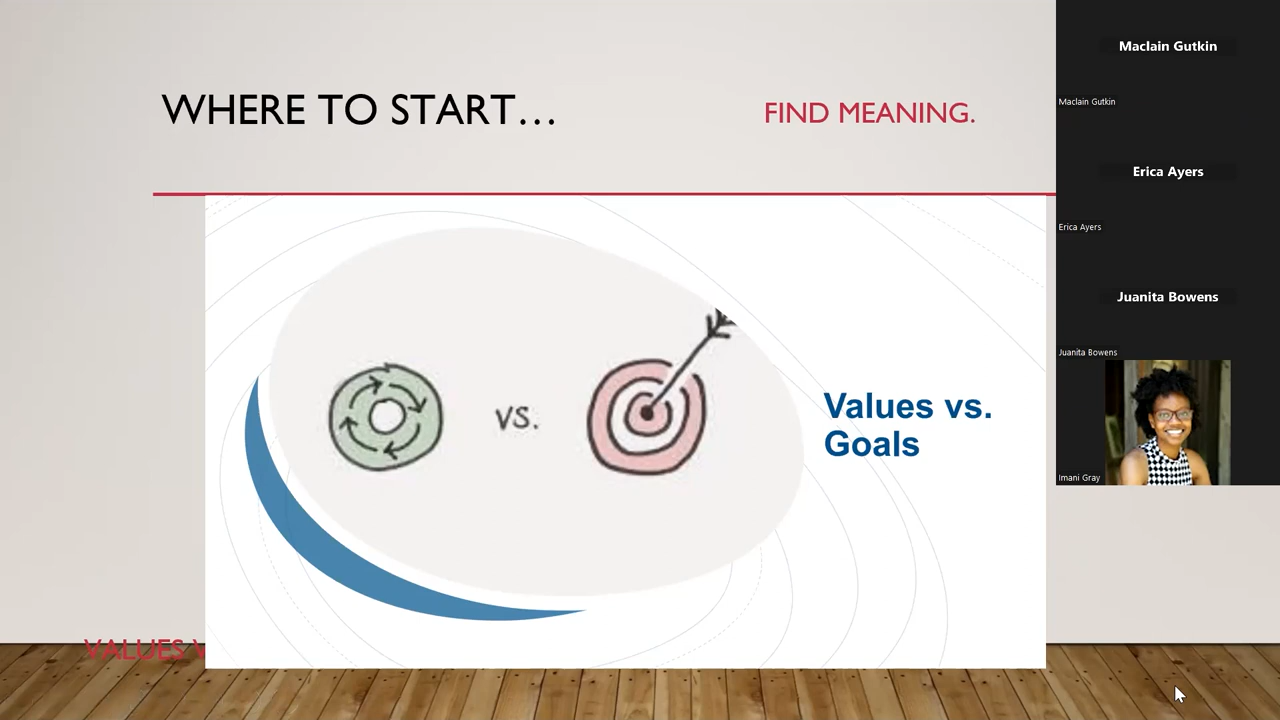 WHERE TO START…
FIND MEANING.
vs.
Values vs.
Goals
VALUES V
Maclain Gutkin
Maclain Gutkin
Erica Ayers
Erica Ayers
Juanita Bowens
Juanita Bowens
Imani Gray